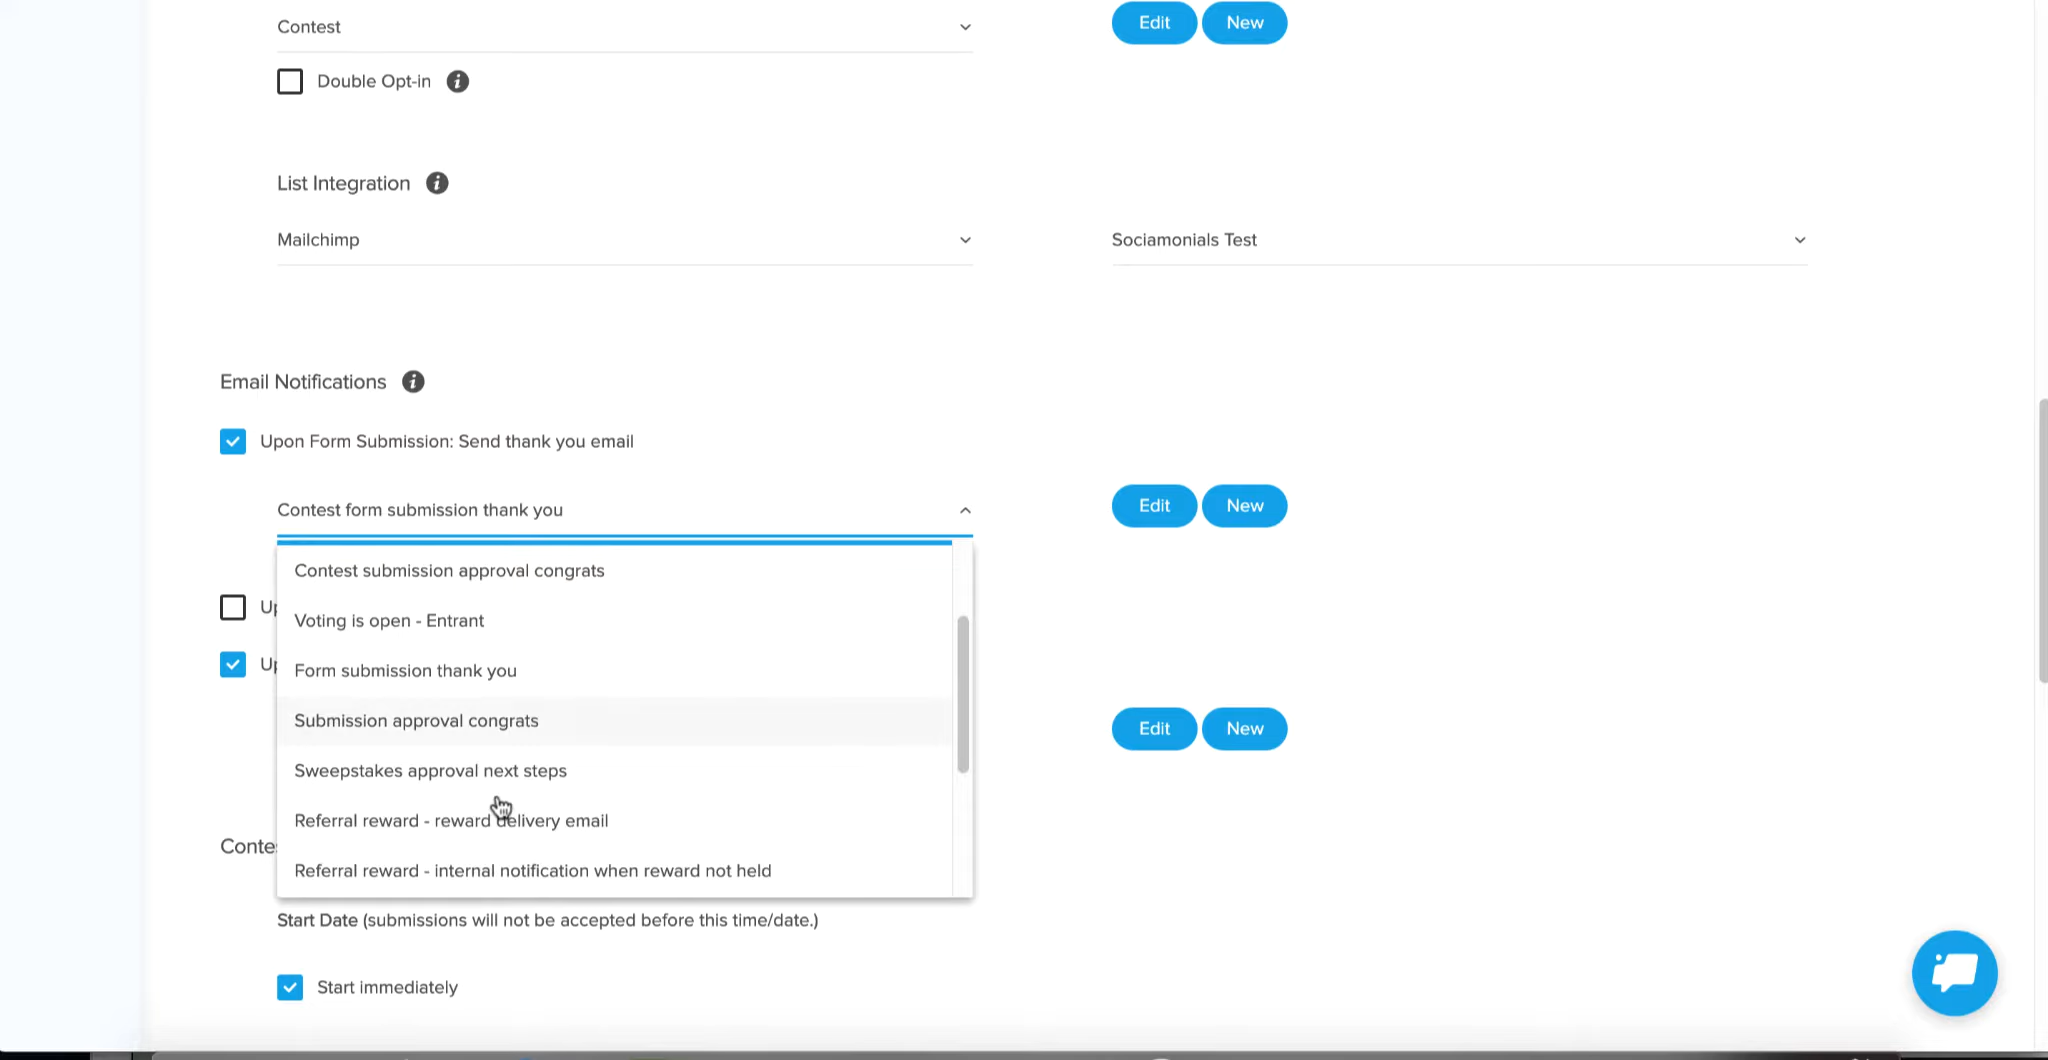 Contest
Edit New
Double Opt-in
List Integration
Mailchimp
Sociamonials Test
Email Notifications
Upon Form Submission: Send thank you email
Contest form submission thank you
Edit New
Contest submission approval congrats
Up
Voting is open - Entrant
Up
Form submission thank you
Submission approval congrats
Edit New
Sweepstakes approval next steps
Referral reward - reward delivery email
Conte
Referral reward - internal notification when reward not held
Start Date (submissions will not be accepted before this time/date.)
Start immediately